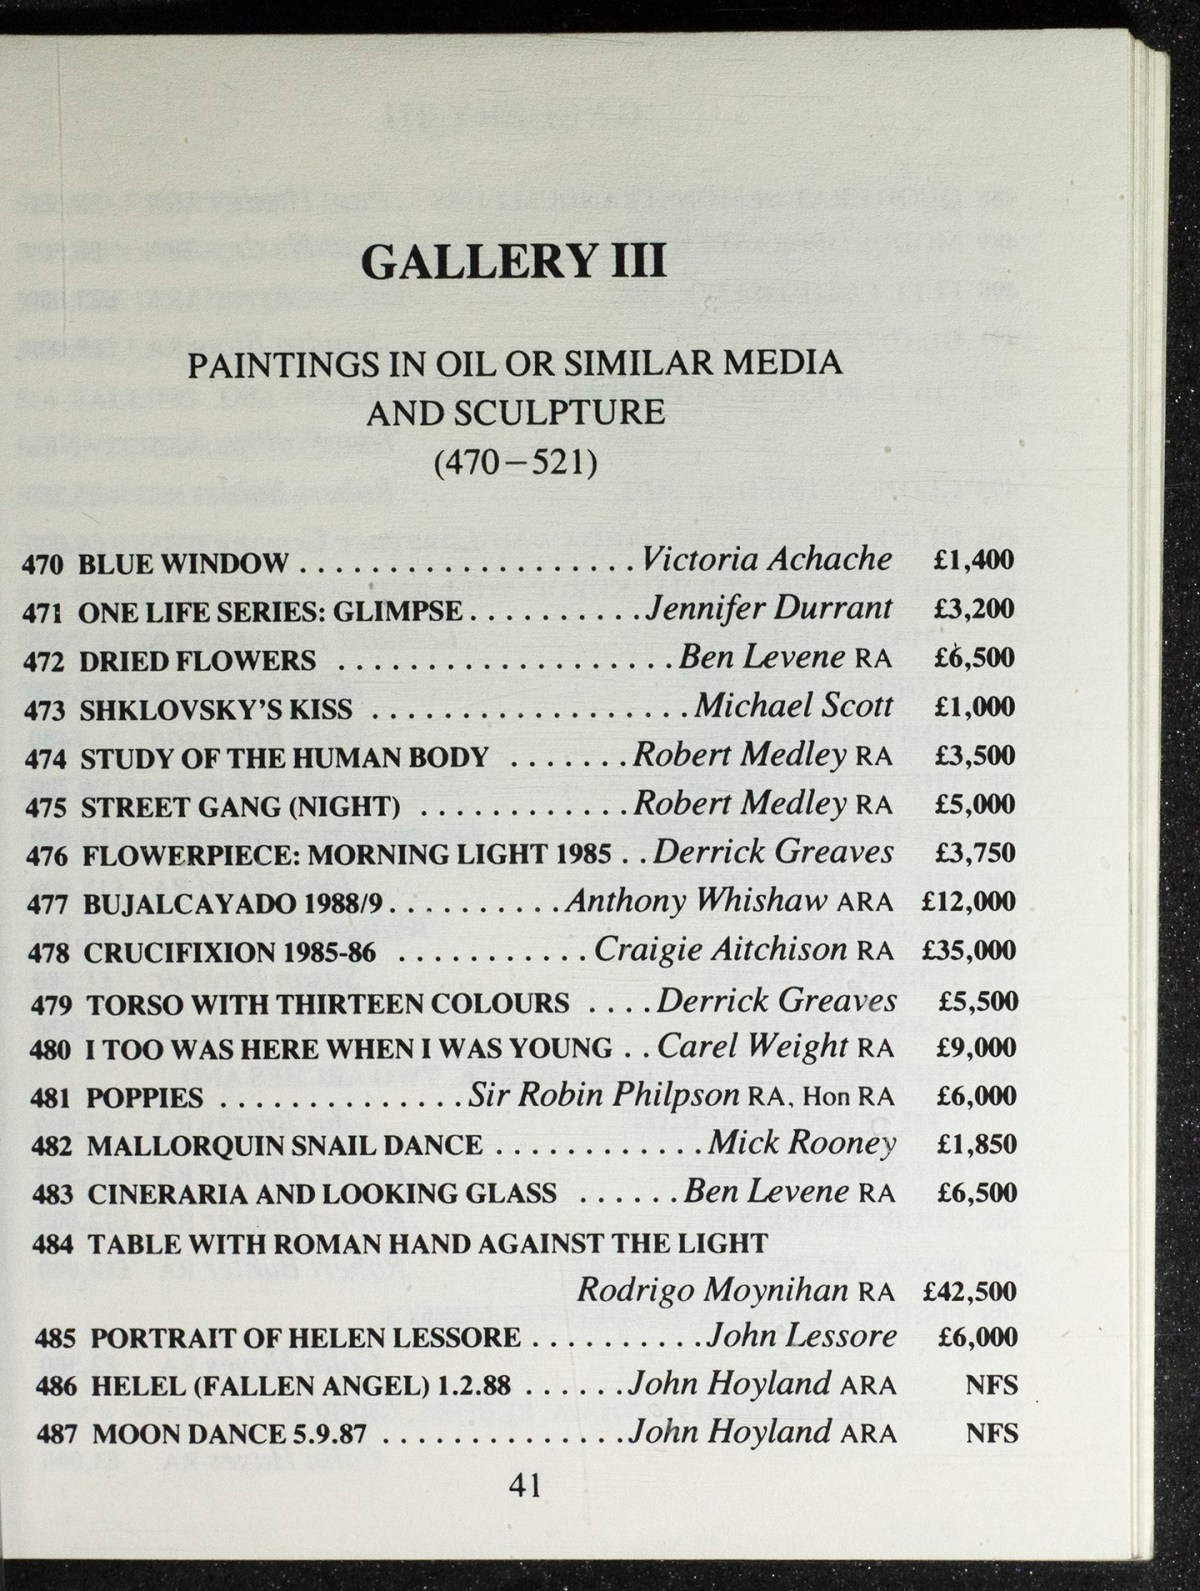 GALLERY III
PAINTINGS IN OIL OR SIMILAR MEDIA
AND SCULPTURE
(470–521)
470 BLUE WINDOW . . . . . . . . . . . . . . . . . . . . Victoria Achache £1,400
471 ONE LIFE SERIES: GLIMPSE . . . . . . . . . . Jennifer Durrant £3,200
472 DRIED FLOWERS . . . . . . . . . . . . . . . . . . . . Ben Levene RA £6,500
473 SHKLOVSKY'S KISS . . . . . . . . . . . . . . . . . . . Michael Scott £1,000
474 STUDY OF THE HUMAN BODY . . . . . . . Robert Medley RA £3,500
475 STREET GANG (NIGHT) . . . . . . . . . . . . . Robert Medley RA £5,000
476 FLOWERPIECE: MORNING LIGHT 1985 . . Derrick Greaves £3,750
477 BUJALCAYADO 1988/9 . . . . . . . . . . Anthony Whishaw ARA £12,000
478 CRUCIFIXION 1985-86 . . . . . . . . . . . Craigie Aitchison RA £35,000
479 TORSO WITH THIRTEEN COLOURS . . . . Derrick Greaves £5,500
480 I TOO WAS HERE WHEN I WAS YOUNG . . Carel Weight RA £9,000
481 POPPIES . . . . . . . . . . . . . . . Sir Robin Philpson RA, Hon RA £6,000
482 MALLORQUIN SNAIL DANCE . . . . . . . . . . . . Mick Rooney £1,850
483 CINERARIA AND LOOKING GLASS . . . . . . Ben Levene RA £6,500
484 TABLE WITH ROMAN HAND AGAINST THE LIGHT
Rodrigo Moynihan RA £42,500
485 PORTRAIT OF HELEN LESSORE . . . . . . . . . . John Lessore £6,000
486 HELEL (FALLEN ANGEL) 1.2.88 . . . . . . John Hoyland ARA NFS
487 MOON DANCE 5.9.87 . . . . . . . . . . . . . . . John Hoyland ARA NFS
41